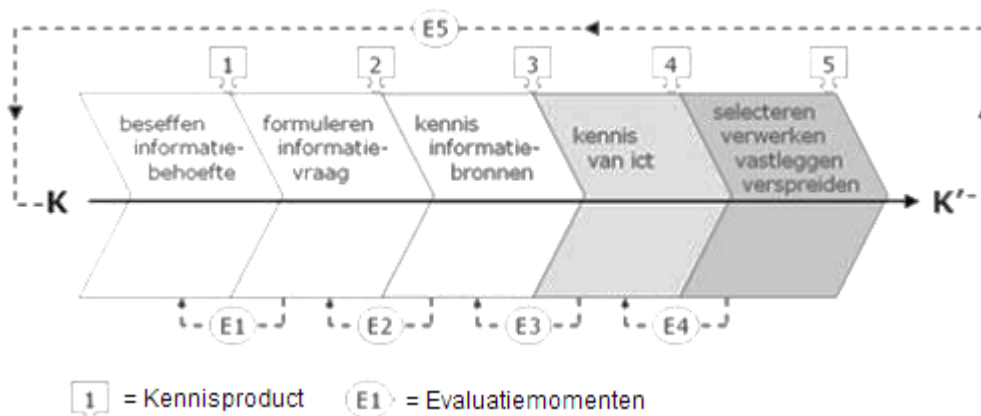 E5
1 2 3 4 5
beseffen
informatie-
behoefte
formuleren
informatie-
vraag
kennis
informatie-
bronnen
kennis
van ict
selecteren
verwerken
vastleggen
verspreiden
K
K'
E1 E2 E3 E4
1 = Kennisproduct E1 = Evaluatiemomenten